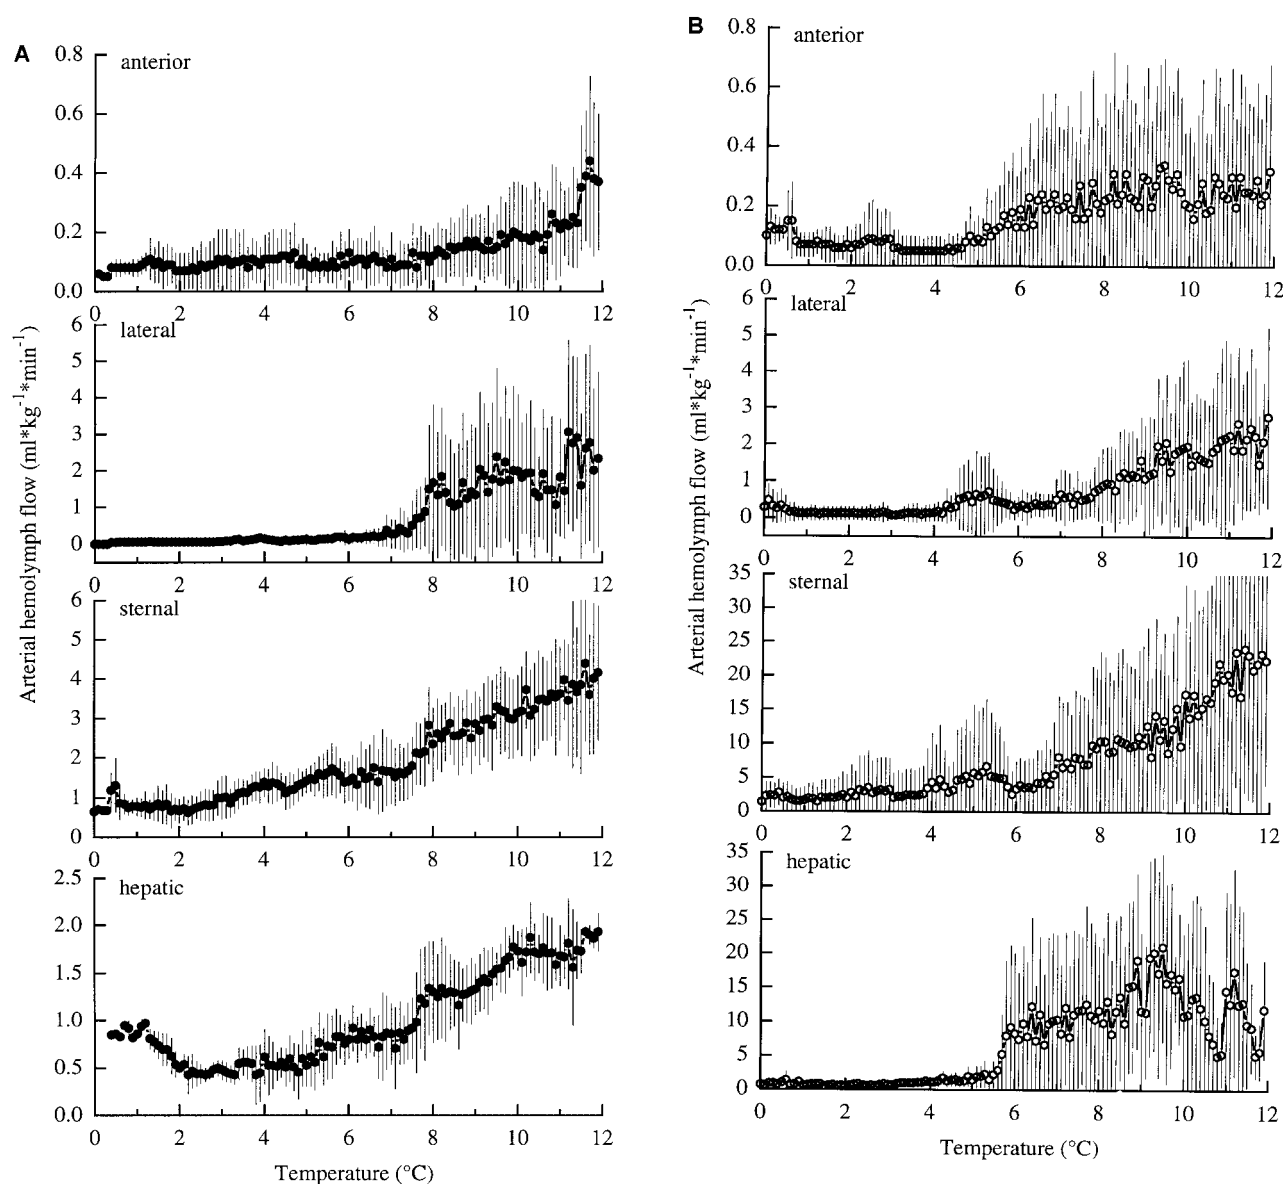 A
anterior
0.8
0.6
0.4
0.2
0.0
0 2 4 6 8 10 12
lateral
6
5
4
3
2
1
0
0 2 4 6 8 10 12
sternal
6
5
4
3
2
1
0
0 2 4 6 8 10 12
hepatic
2.5
2.0
1.5
1.0
0.5
0.0
0 2 4 6 8 10 12
Arterial hemolymph flow (ml*kg⁻¹*min⁻¹)
Temperature (°C)
B
anterior
0.8
0.6
0.4
0.2
0.0
0 2 4 6 8 10 12
lateral
6
5
4
3
2
1
0
0 2 4 6 8 10 12
sternal
35
30
25
20
15
10
5
0
0 2 4 6 8 10 12
hepatic
35
30
25
20
15
10
5
0
0 2 4 6 8 10 12
Arterial hemolymph flow (ml*kg⁻¹*min⁻¹)
Temperature (°C)